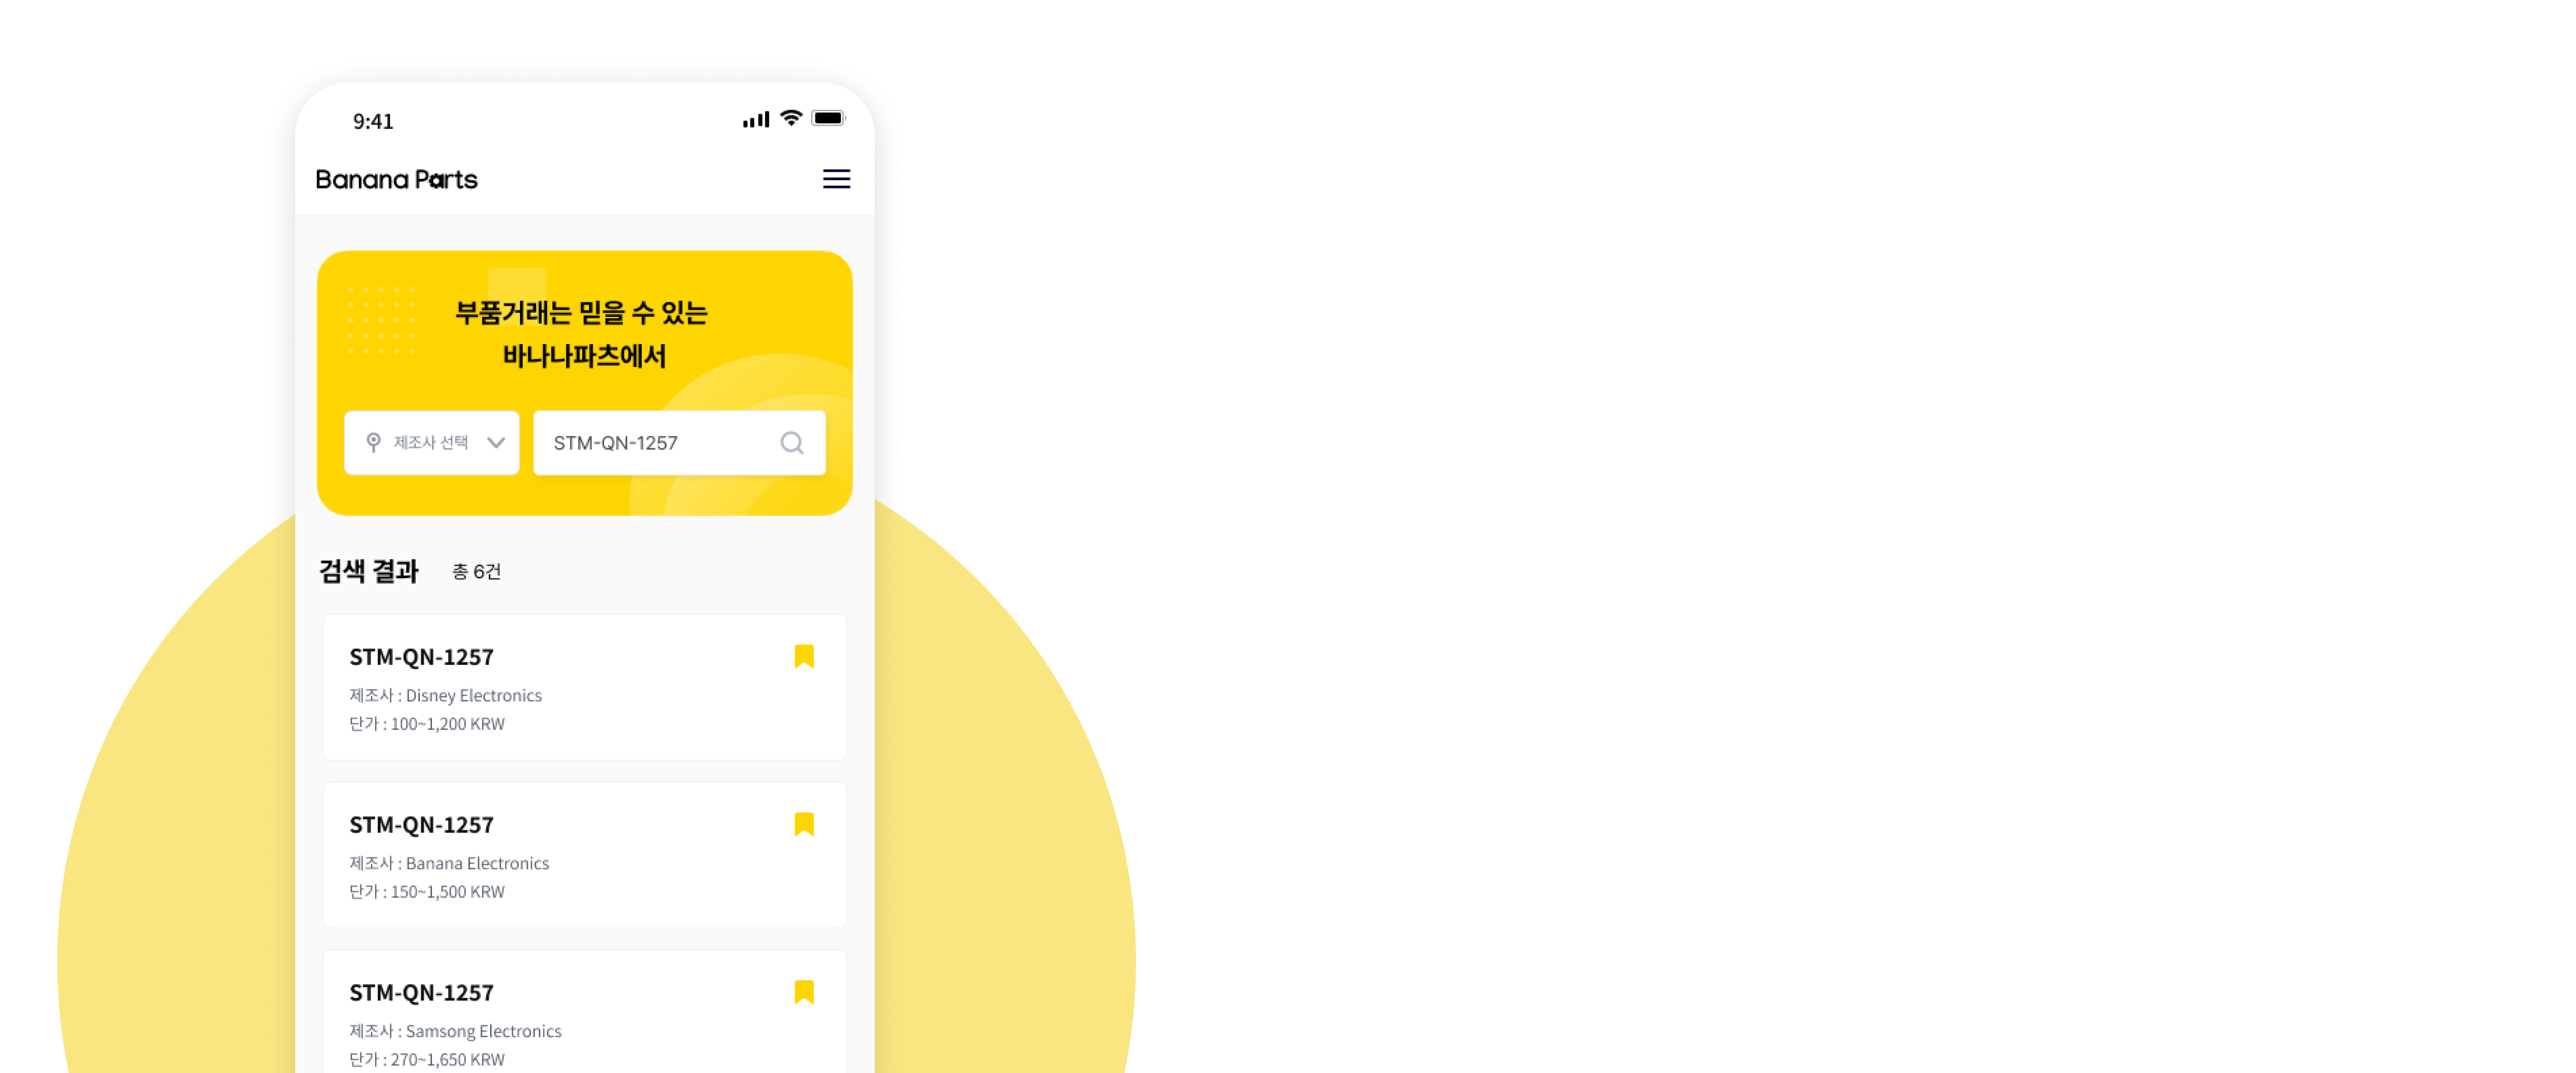 9:41
Banana Parts
부품거래는 믿을 수 있는
바나나파츠에서
제조사 선택
STM-QN-1257
검색 결과 총 6건
STM-QN-1257
제조사 : Disney Electronics
단가 : 100~1,200 KRW
STM-QN-1257
제조사 : Banana Electronics
단가 : 150~1,500 KRW
STM-QN-1257
제조사 : Samsong Electronics
단가 : 270~1,650 KRW